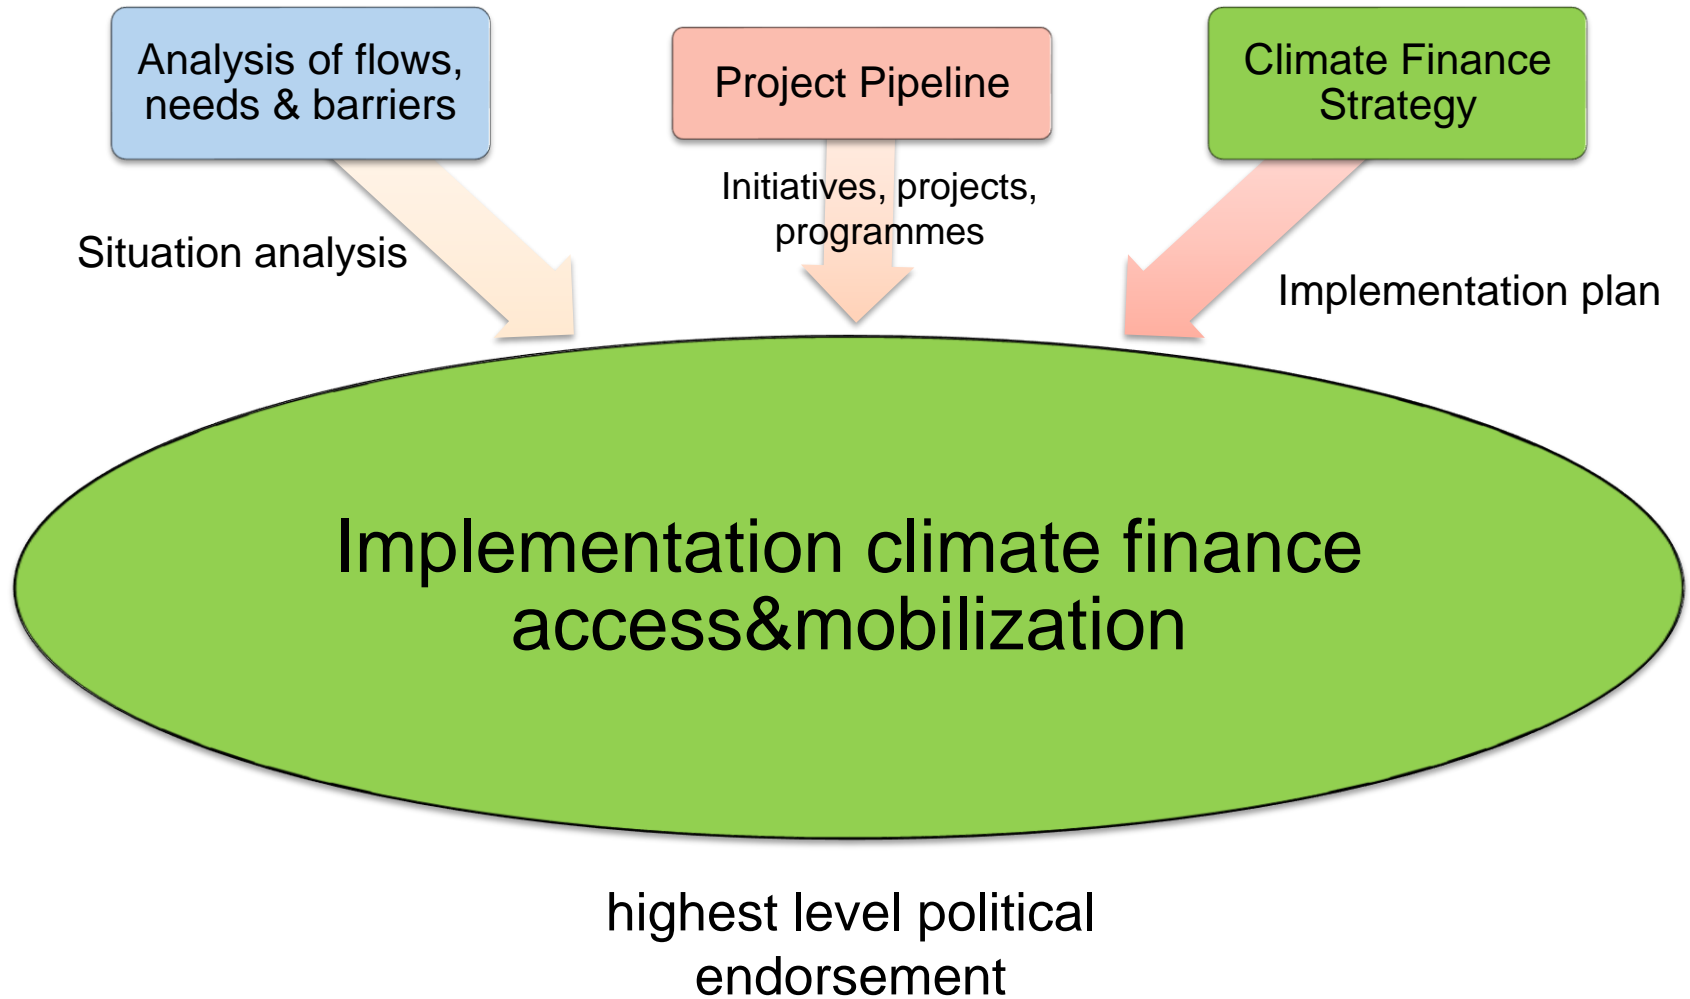 Analysis of flows,
needs & barriers
Project Pipeline
Climate Finance
Strategy
Situation analysis
Initiatives, projects,
programmes
Implementation plan
Implementation climate finance
access&mobilization
highest level political
endorsement